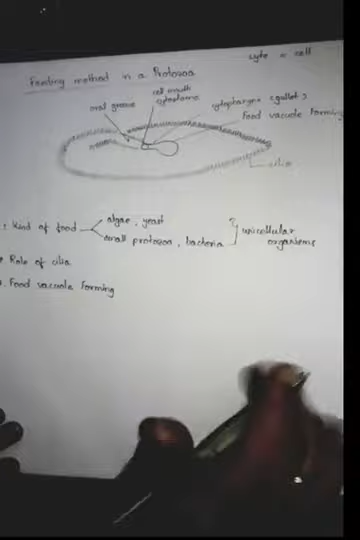 cyte = cell
Feeding method in a Protozoa
cell mouth
cytostome
oral groove
cytopharynx (gullet)
Food vacuole forming
cilia
: Kind of food
algae, yeast
small protozoa, bacteria
unicellular
organisms
Role of cilia
. Food vacuole forming